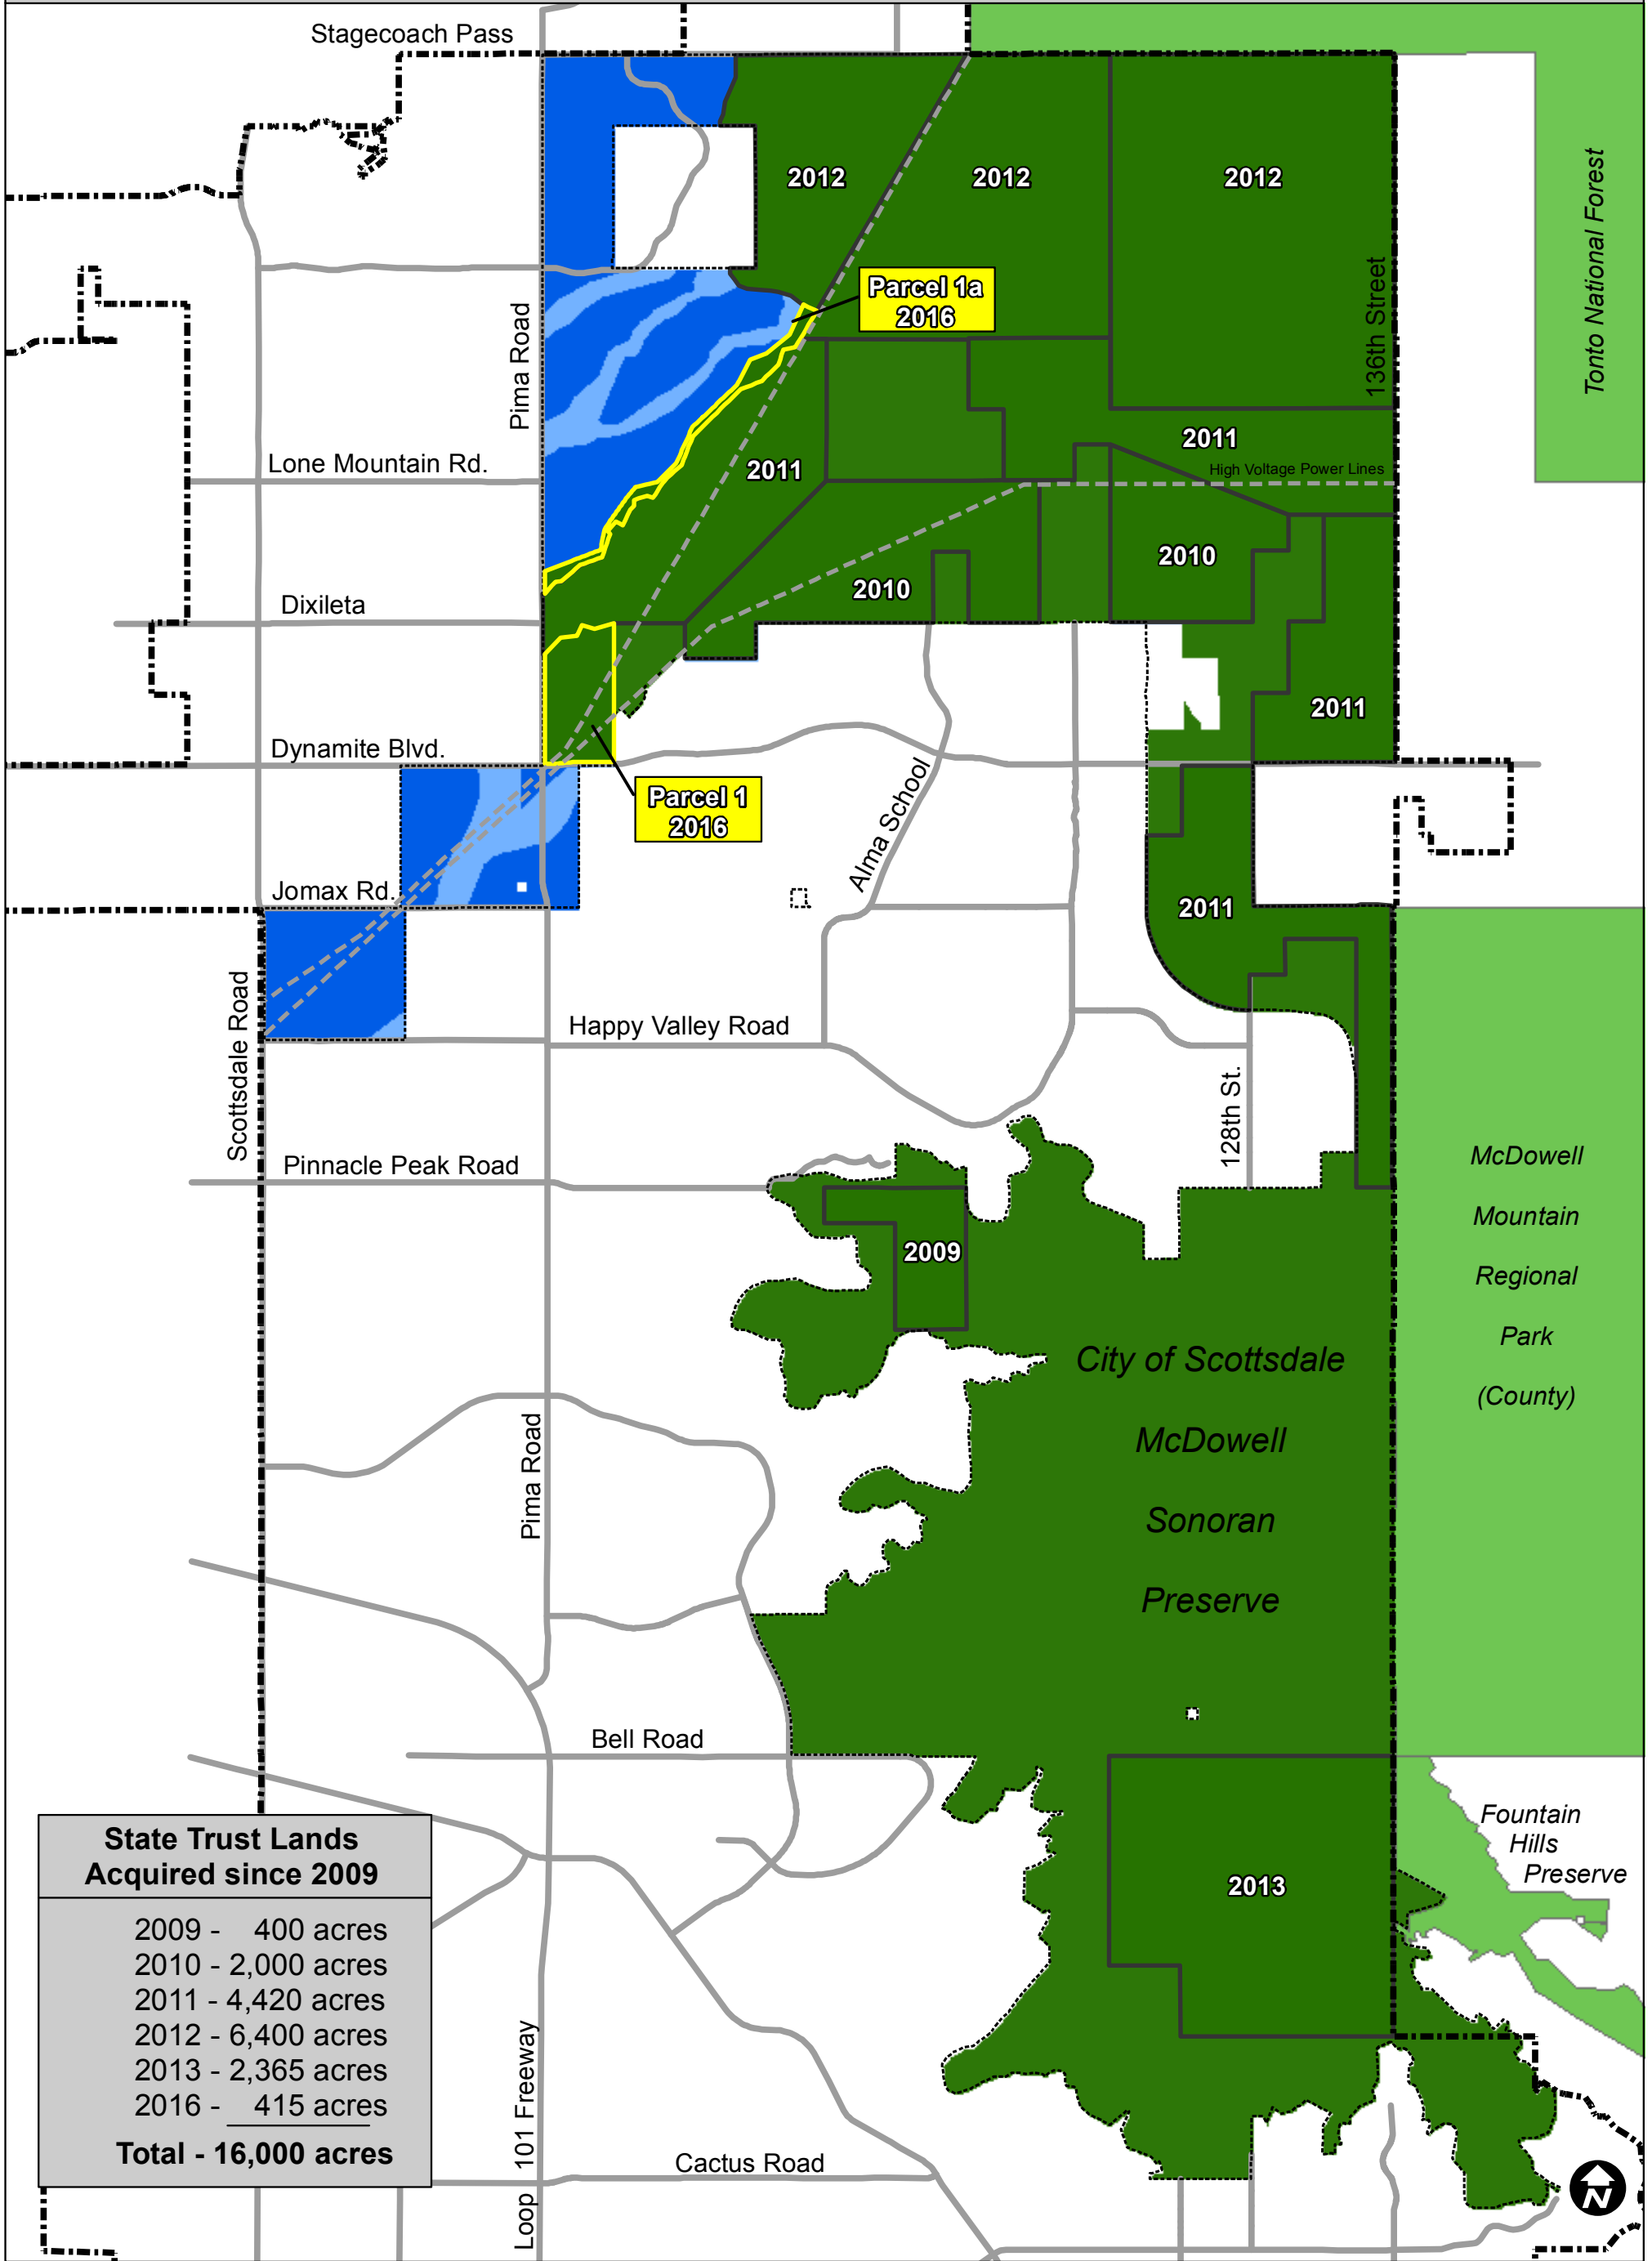 Stagecoach Pass
2012
2012
2012
Tonto National Forest
136th Street
Parcel 1a
2016
Pima Road
2011
Lone Mountain Rd.
2011
High Voltage Power Lines
2010
2010
Dixileta
2011
Dynamite Blvd.
Parcel 1
2016
Alma School
Jomax Rd.
2011
Scottsdale Road
Happy Valley Road
128th St.
Pinnacle Peak Road
McDowell
Mountain
Regional
Park
(County)
2009
City of Scottsdale
McDowell
Sonoran
Preserve
Pima Road
Bell Road
Fountain
Hills
Preserve
2013
State Trust Lands
Acquired since 2009
2009 - 400 acres
2010 - 2,000 acres
2011 - 4,420 acres
2012 - 6,400 acres
2013 - 2,365 acres
2016 - 415 acres
Total - 16,000 acres
Loop 101 Freeway
Cactus Road
N